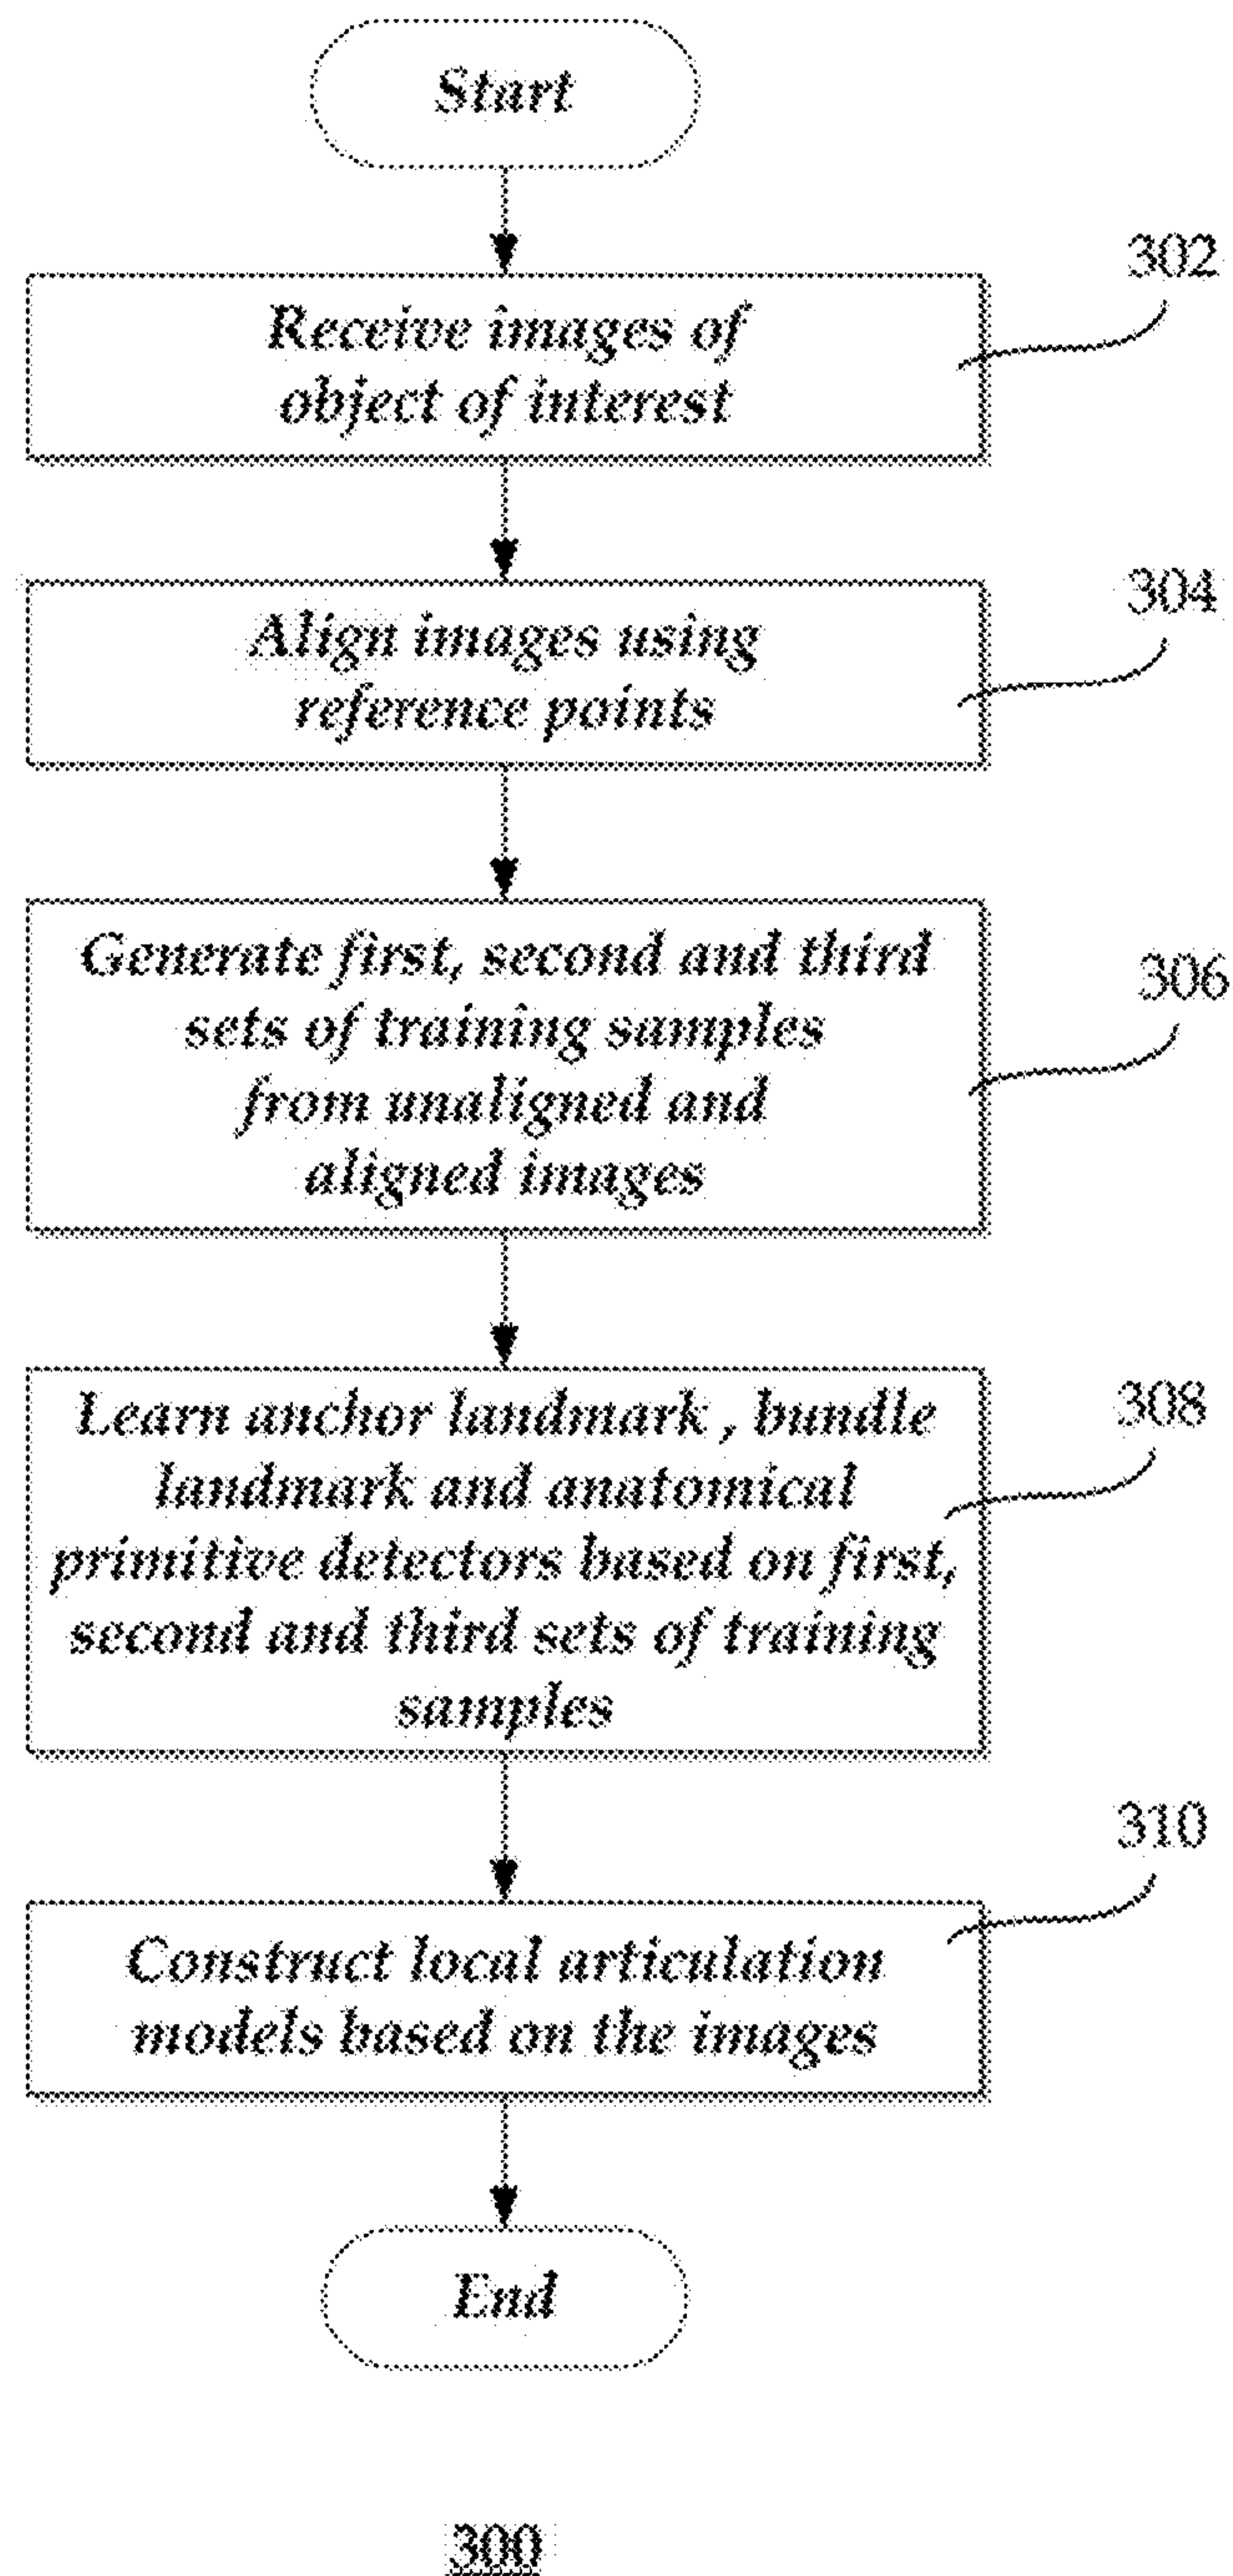 Start
302
Receive images of
object of interest
304
Align images using
reference points
306
Generate first, second and third
sets of training samples
from unaligned and
aligned images
308
Learn anchor landmark , bundle
landmark and anatomical
primitive detectors based on first,
second and third sets of training
samples
310
Construct local articulation
models based on the images
End
300